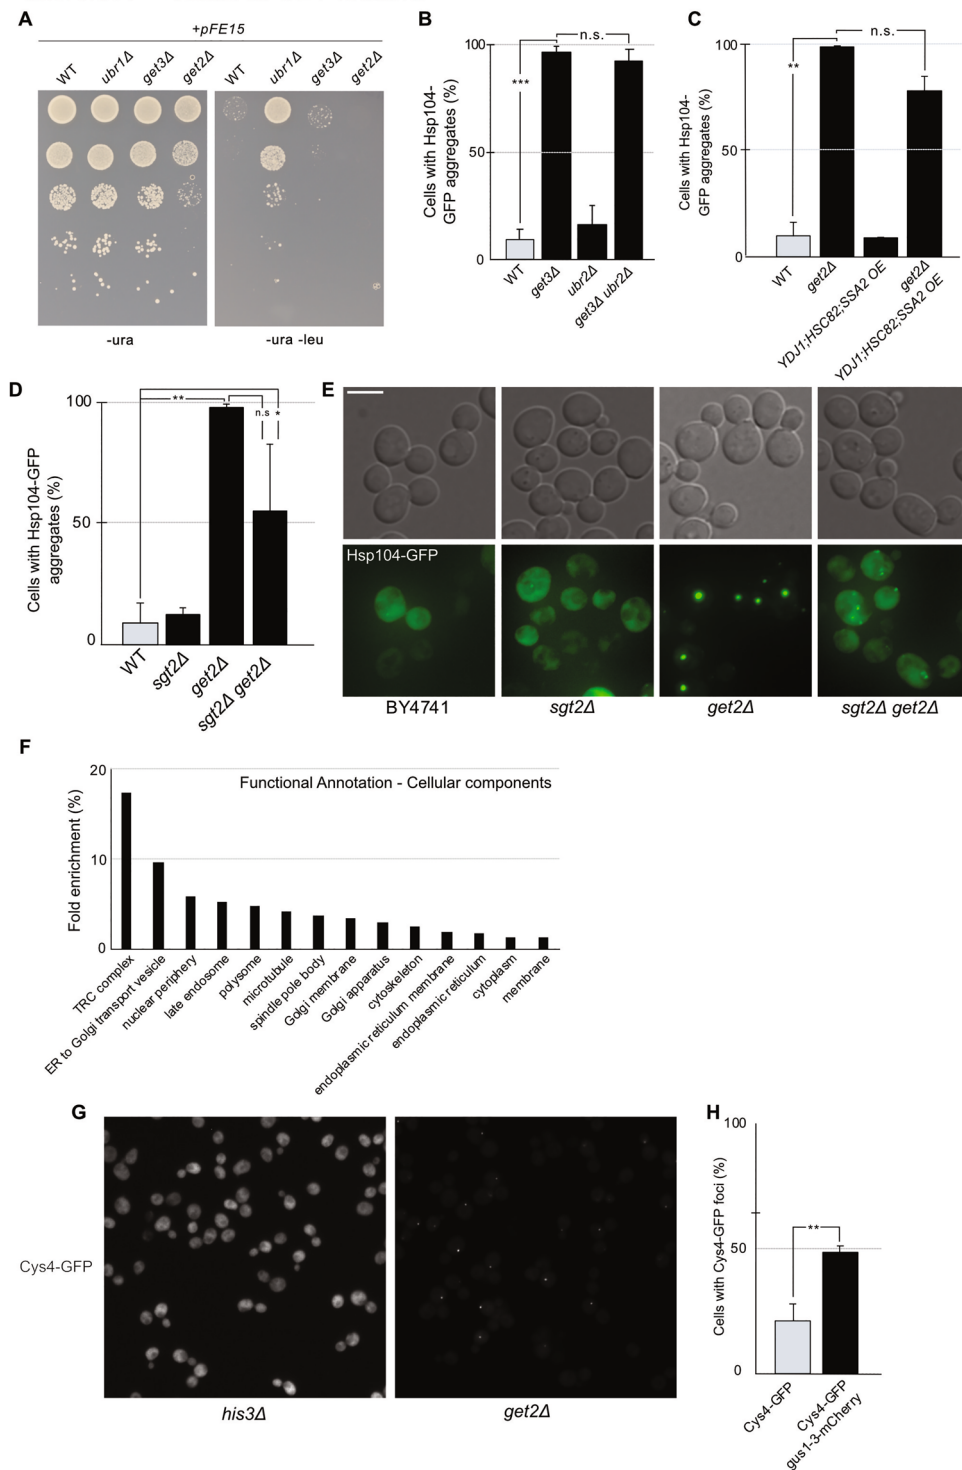 A
+pFE15
WT ubr1Δ get3Δ get2Δ WT ubr1Δ get3Δ get2Δ
-ura
-ura -leu
B
Cells with Hsp104-
GFP aggregates (%)
100
50
0
n.s.
***
WT
get3Δ
ubr2Δ
get3Δ ubr2Δ
C
Cells with Hsp104-
GFP aggregates (%)
100
50
0
n.s.
**
WT
get2Δ
YDJ1;HSC82;SSA2 OE
get2Δ
YDJ1;HSC82;SSA2 OE
D
Cells with Hsp104-GFP
aggregates (%)
100
50
0
**
n.s *
WT
sgt2Δ
get2Δ
sgt2Δ get2Δ
E
Hsp104-GFP
BY4741
sgt2Δ
get2Δ
sgt2Δ get2Δ
F
Functional Annotation - Cellular components
Fold enrichment (%)
20
10
0
TRC complex
ER to Golgi transport vesicle
nuclear periphery
late endosome
polysome
microtubule
spindle pole body
Golgi membrane
Golgi apparatus
cytoskeleton
endoplasmic reticulum membrane
endoplasmic reticulum
cytoplasm
membrane
G
Cys4-GFP
his3Δ
get2Δ
H
Cells with Cys4-GFP foci (%)
100
50
0
**
Cys4-GFP
Cys4-GFP
gus1-3-mCherry